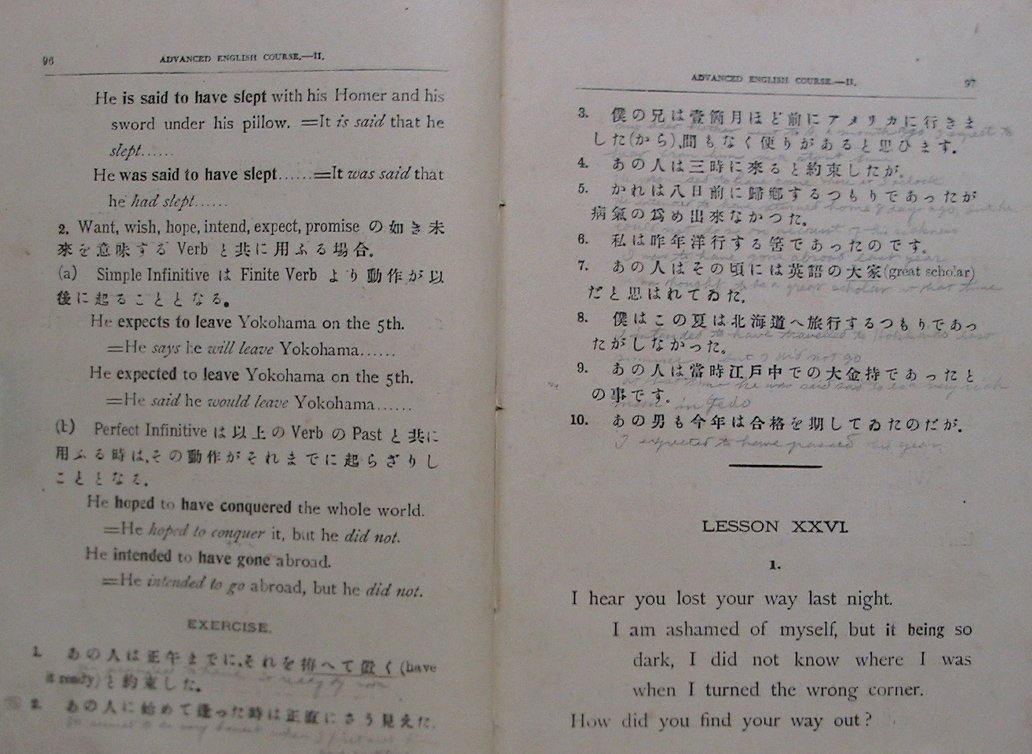 96
ADVANCED ENGLISH COURSE.—II.
He is said to have slept with his Homer and his
sword under his pillow. =It is said that he
slept......
He was said to have slept......=It was said that
he had slept......
2. Want, wish, hope, intend, expect, promise の如き未
來を意味する Verb と共に用ふる場合.
(a) Simple Infinitive は Finite Verb より動作が以
後に起ることとなる。
He expects to leave Yokohama on the 5th.
=He says he will leave Yokohama......
He expected to leave Yokohama on the 5th.
=He said he would leave Yokohama......
(b) Perfect Infinitive は以上の Verb の Past と共に
用ふる時は、その動作がそれまでに起らざりし
こととなる.
He hoped to have conquered the whole world.
=He hoped to conquer it, but he did not.
He intended to have gone abroad.
=He intended to go abroad, but he did not.
EXERCISE.
1. あの人は正午までに、それを拵へて置く (have
it ready) と約束した.
2. あの人に始めて逢った時は正直にさう見えた.
ADVANCED ENGLISH COURSE.—II.
97
3. 僕の兄は壹箇月ほど前にアメリカに行きま
した(から),間もなく便りがあると思ひます.
4. あの人は三時に來ると約束したが.
5. かれは八日前に歸鄕するつもりであったが
病氣の爲め出來なかつた.
6. 私は昨年洋行する筈であったのです.
7. あの人はその頃には英語の大家(great scholar)
だと思はれてゐた.
8. 僕はこの夏は北海道へ旅行するつもりであっ
たがしなかった.
9. あの人は當時江戸中での大金持であったと
の事です.
in Yedo
10. あの男も今年は合格を期してゐたのだが.
I expected to have passed this year
LESSON XXVI.
1.
I hear you lost your way last night.
I am ashamed of myself, but it being so
dark, I did not know where I was
when I turned the wrong corner.
How did you find your way out?